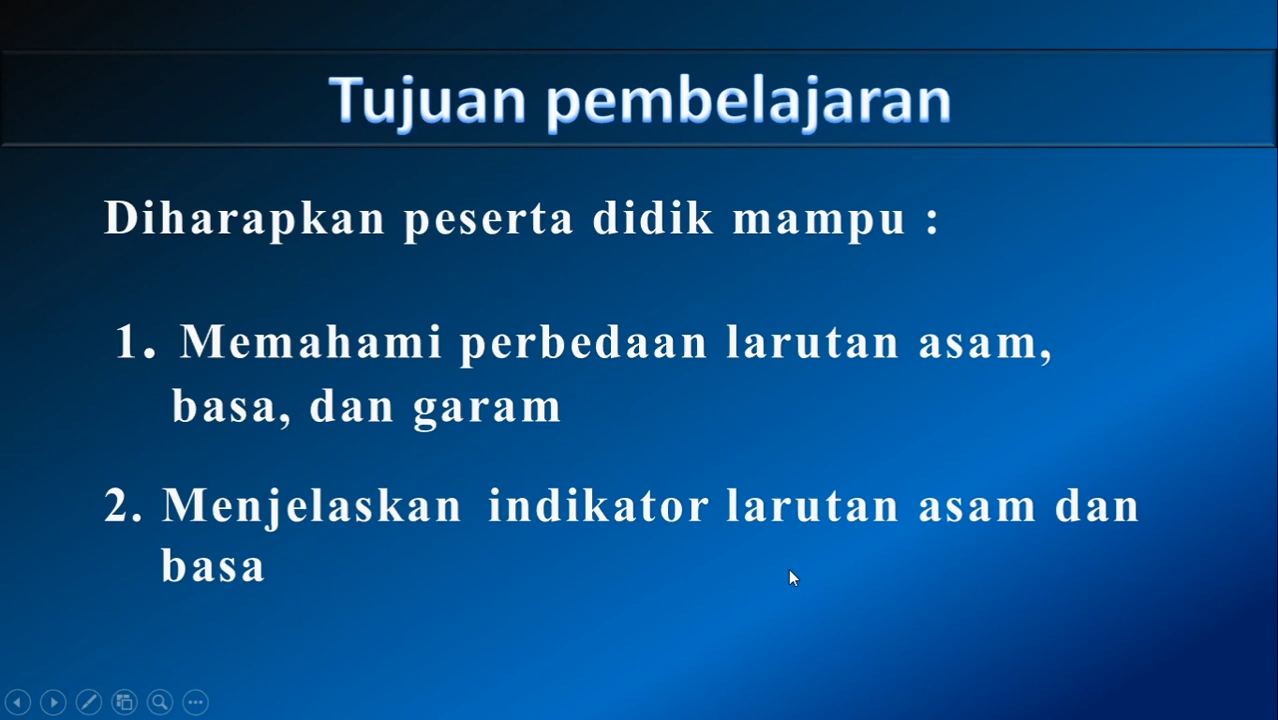 Tujuan pembelajaran
Diharapkan peserta didik mampu :
1. Memahami perbedaan larutan asam,
basa, dan garam
2. Menjelaskan indikator larutan asam dan
basa